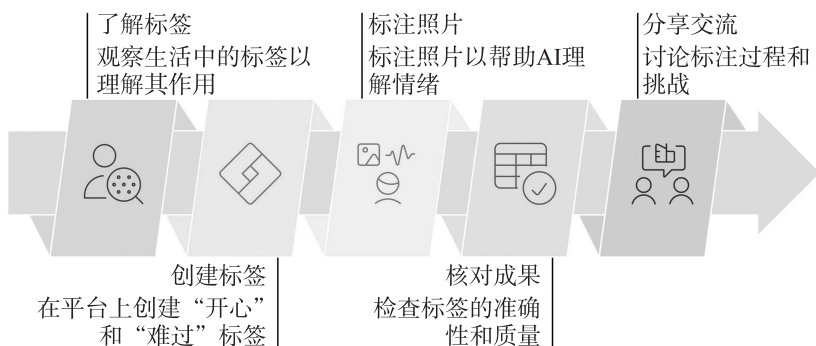 了解标签
观察生活中的标签以
理解其作用
标注照片
标注照片以帮助AI理
解情绪
分享交流
讨论标注过程和
挑战
创建标签
在平台上创建“开心”
和“难过”标签
核对成果
检查标签的准确
性和质量